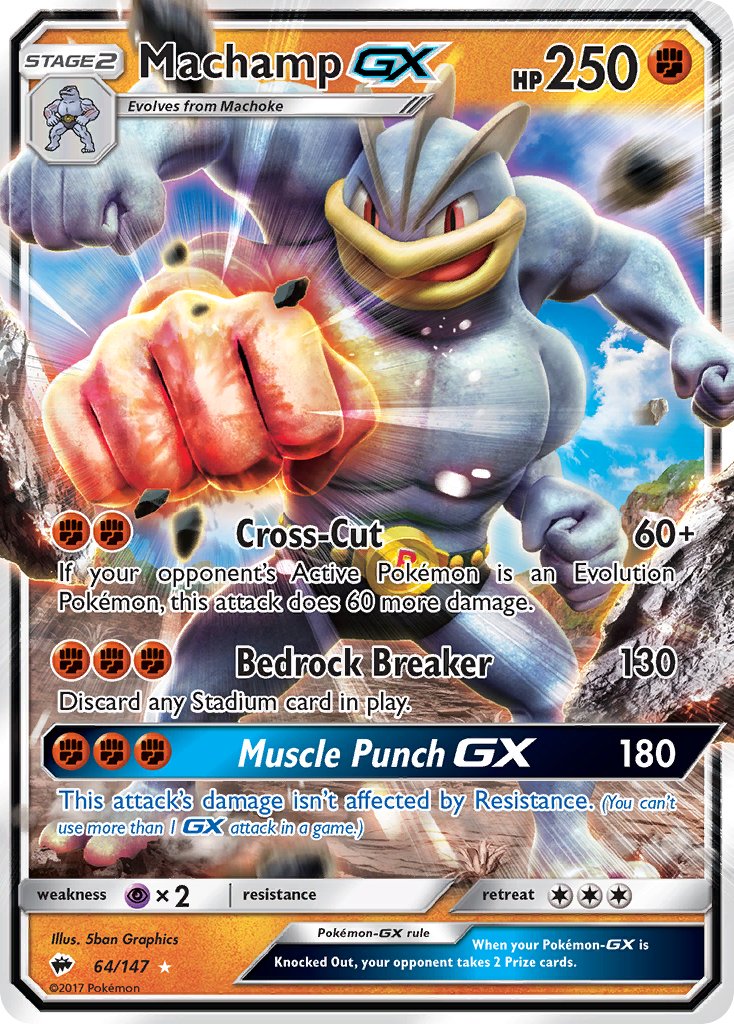 STAGE2 Machamp GX HP250
Evolves from Machoke
Cross-Cut 60+
If your opponent's Active Pokémon is an Evolution
Pokémon, this attack does 60 more damage.
Bedrock Breaker 130
Discard any Stadium card in play.
Muscle Punch GX 180
This attack's damage isn't affected by Resistance. (You can't
use more than 1 GX attack in a game.)
weakness ×2 resistance retreat
Illus. 5ban Graphics
64/147
©2017 Pokémon
Pokémon-GX rule
When your Pokémon-GX is
Knocked Out, your opponent takes 2 Prize cards.